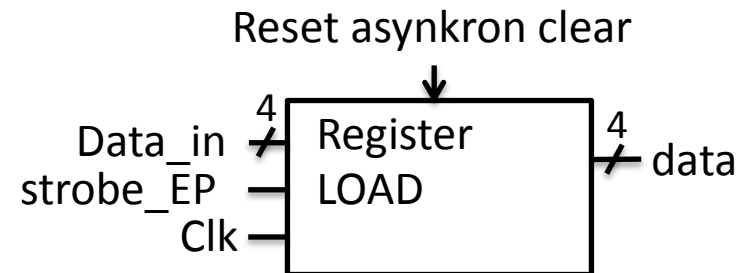 Reset asynkron clear
4
Data_in
Register
4
data
strobe_EP
LOAD
Clk